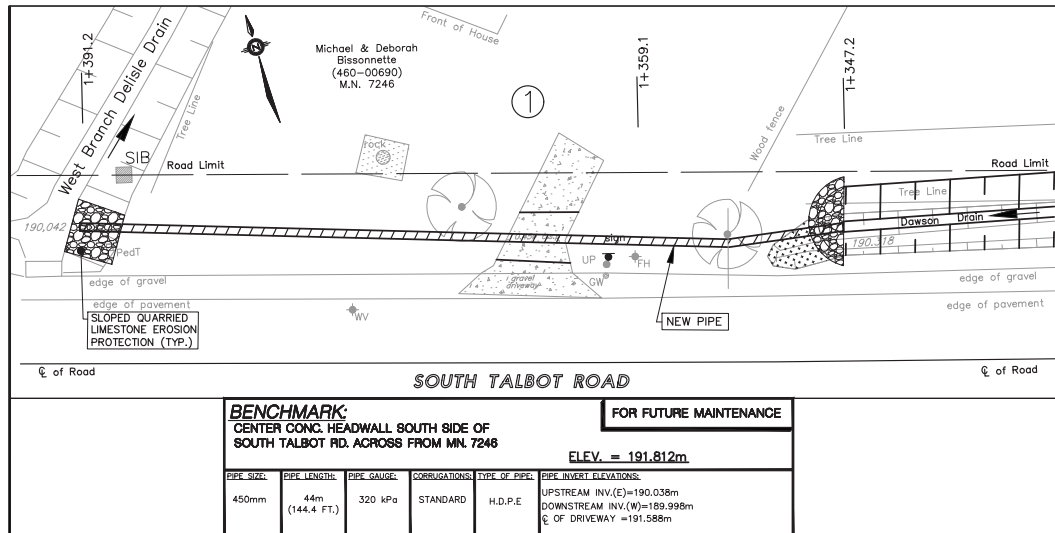 Front of House
1+391.2
West Branch Delisle Drain
Tree Line
SIB
N
Michael & Deborah
Bissonnette
(460-00690)
M.N. 7246
1
1+359.1
1+347.2
Wood fence
Tree Line
Road Limit
rock
Road Limit
Tree Line
Dawson Drain
190,042
190.318
PedT
sign
UP
FH
GW
gravel
driveway
edge of gravel
edge of gravel
edge of pavement
edge of pavement
WV
SLOPED QUARRIED
LIMESTONE EROSION
PROTECTION (TYP.)
NEW PIPE
℄ of Road
SOUTH TALBOT ROAD
℄ of Road
BENCHMARK:
CENTER CONC. HEADWALL SOUTH SIDE OF
SOUTH TALBOT RD. ACROSS FROM MN. 7246
FOR FUTURE MAINTENANCE
ELEV. = 191.812m
PIPE SIZE: PIPE LENGTH: PIPE GAUGE: CORRUGATIONS: TYPE OF PIPE: PIPE INVERT ELEVATIONS:
450mm 44m (144.4 FT.) 320 kPa STANDARD H.D.P.E
UPSTREAM INV.(E)=190.038m
DOWNSTREAM INV.(W)=189.998m
℄ OF DRIVEWAY =191.588m